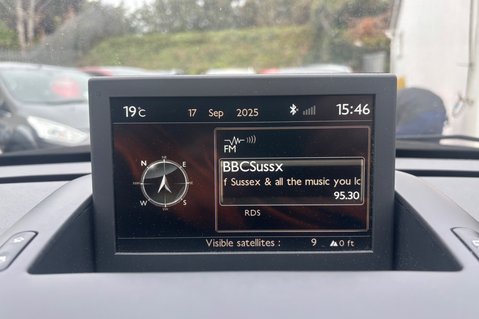 19°C 17 Sep 2025 15:46
FM
BBCSussx
f Sussex & all the music you lo
95.30
RDS
N E
W S
Visible satellites : 9 0 ft